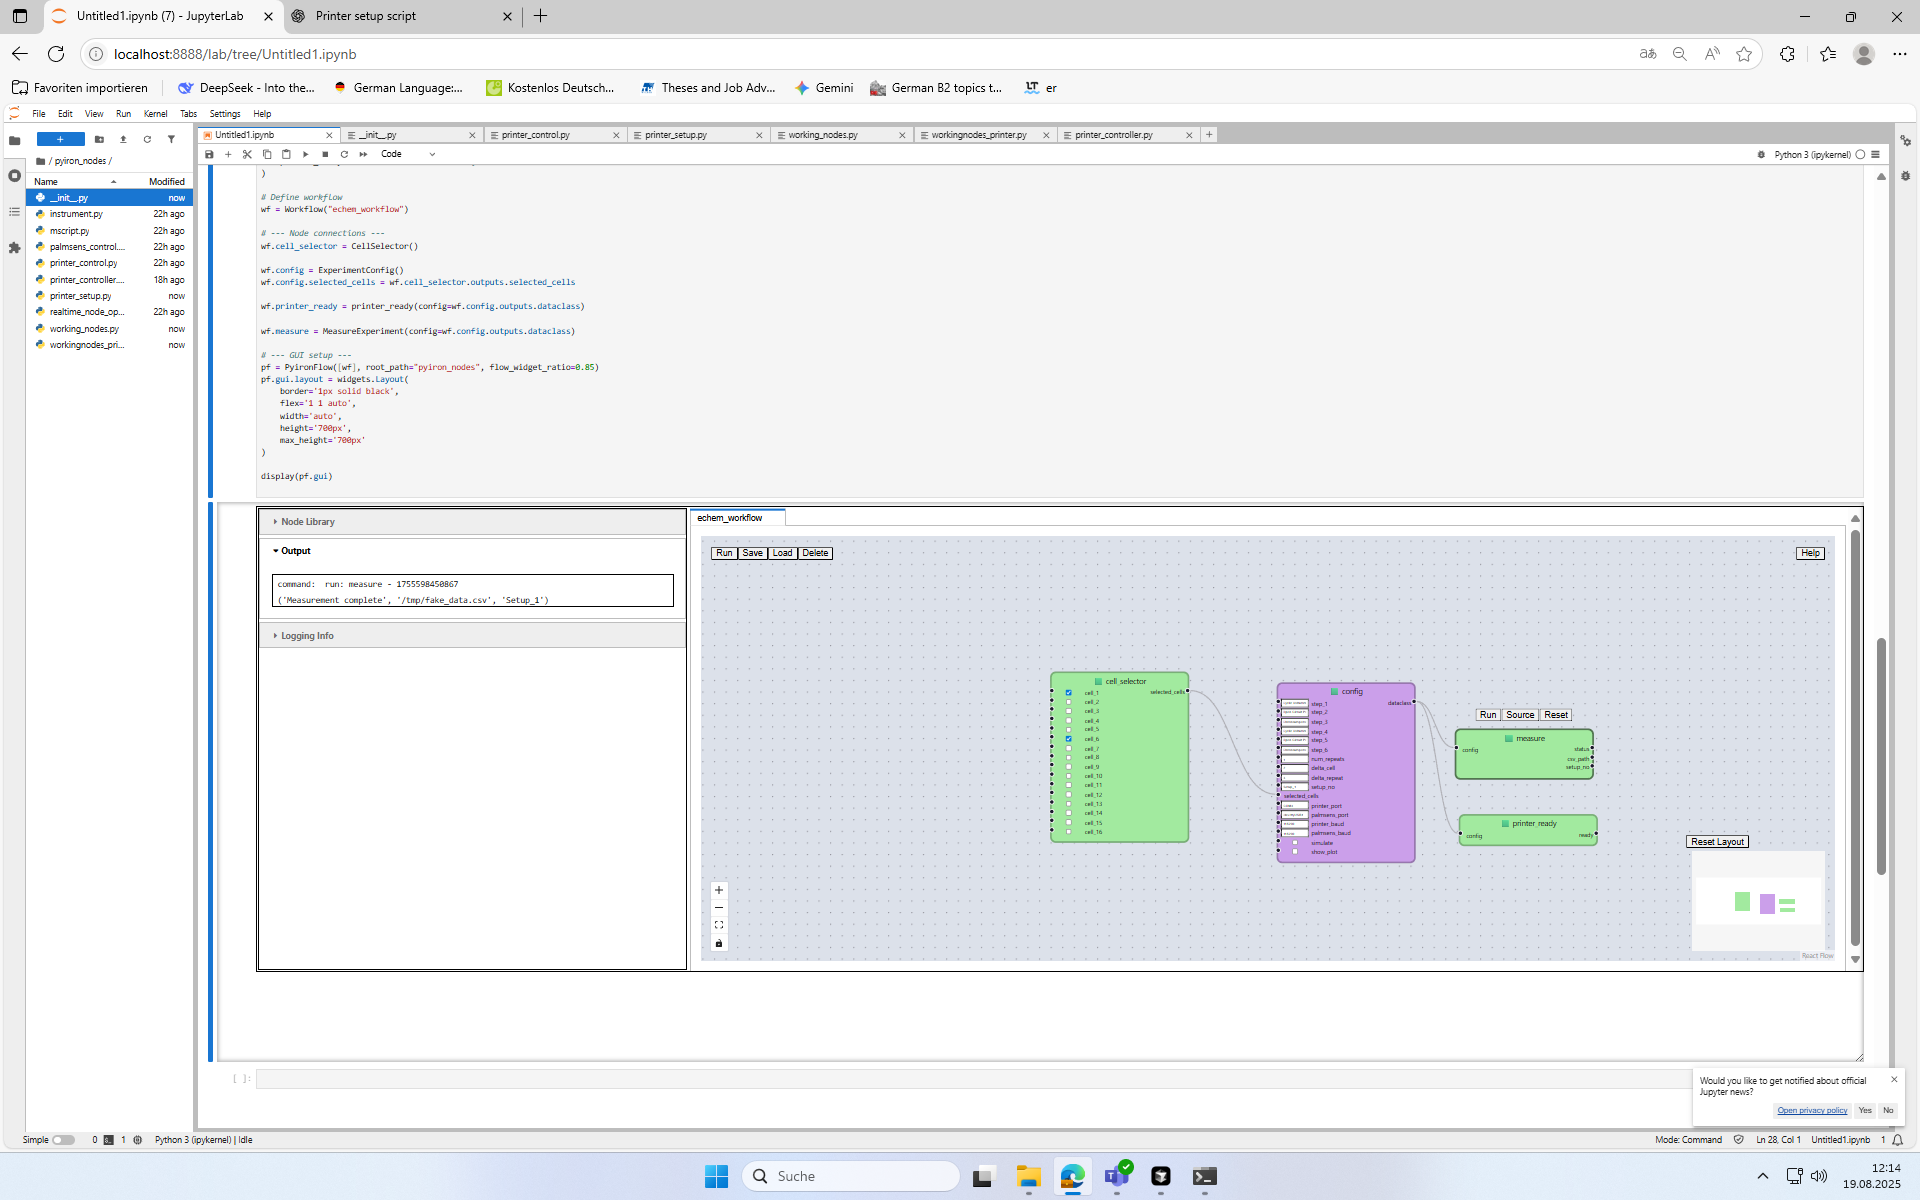 Untitled1.ipynb (7) - JupyterLab
Printer setup script
localhost:8888/lab/tree/Untitled1.ipynb
Favoriten importieren
DeepSeek - Into the...
German Language:...
Kostenlos Deutsch...
Theses and Job Adv...
Gemini
German B2 topics t...
er
File Edit View Run Kernel Tabs Settings Help
Untitled1.ipynb
__init__.py
printer_control.py
printer_setup.py
working_nodes.py
workingnodes_printer.py
printer_controller.py
Code
Python 3 (ipykernel)
/ pyiron_nodes /
Name Modified
__init__.py now
instrument.py 22h ago
mscript.py 22h ago
palmsens_control.... 22h ago
printer_control.py 22h ago
printer_controller.... 18h ago
printer_setup.py now
realtime_node_op... 22h ago
working_nodes.py now
workingnodes_pri... now
)
# Define workflow
wf = Workflow("echem_workflow")
# --- Node connections ---
wf.cell_selector = CellSelector()
wf.config = ExperimentConfig()
wf.config.selected_cells = wf.cell_selector.outputs.selected_cells
wf.printer_ready = printer_ready(config=wf.config.outputs.dataclass)
wf.measure = MeasureExperiment(config=wf.config.outputs.dataclass)
# --- GUI setup ---
pf = PyironFlow([wf], root_path="pyiron_nodes", flow_widget_ratio=0.85)
pf.gui.layout = widgets.Layout(
border='1px solid black',
flex='1 1 auto',
width='auto',
height='700px',
max_height='700px'
)
display(pf.gui)
Node Library
Output
command: run: measure - 1755598450867
('Measurement complete', '/tmp/fake_data.csv', 'Setup_1')
Logging Info
echem_workflow
Run Save Load Delete
Help
cell_selector
cell_1 selected_cells
cell_2
cell_3
cell_4
cell_5
cell_6
cell_7
cell_8
cell_9
cell_10
cell_11
cell_12
cell_13
cell_14
cell_15
cell_16
config
step_1 dataclass
step_2
step_3
step_4
step_5
step_6
num_repeats
delta_cell
delta_repeat
setup_no
selected_cells
printer_port
palmsens_port
printer_baud
palmsens_baud
simulate
show_plot
Run Source Reset
measure
config status
csv_path
setup_no
printer_ready
config ready
Reset Layout
React Flow
[ ]:
Would you like to get notified about official
Jupyter news?
Open privacy policy Yes No
Simple 0 1 Python 3 (ipykernel) | Idle
Mode: Command Ln 28, Col 1 Untitled1.ipynb 1
Suche
12:14
19.08.2025